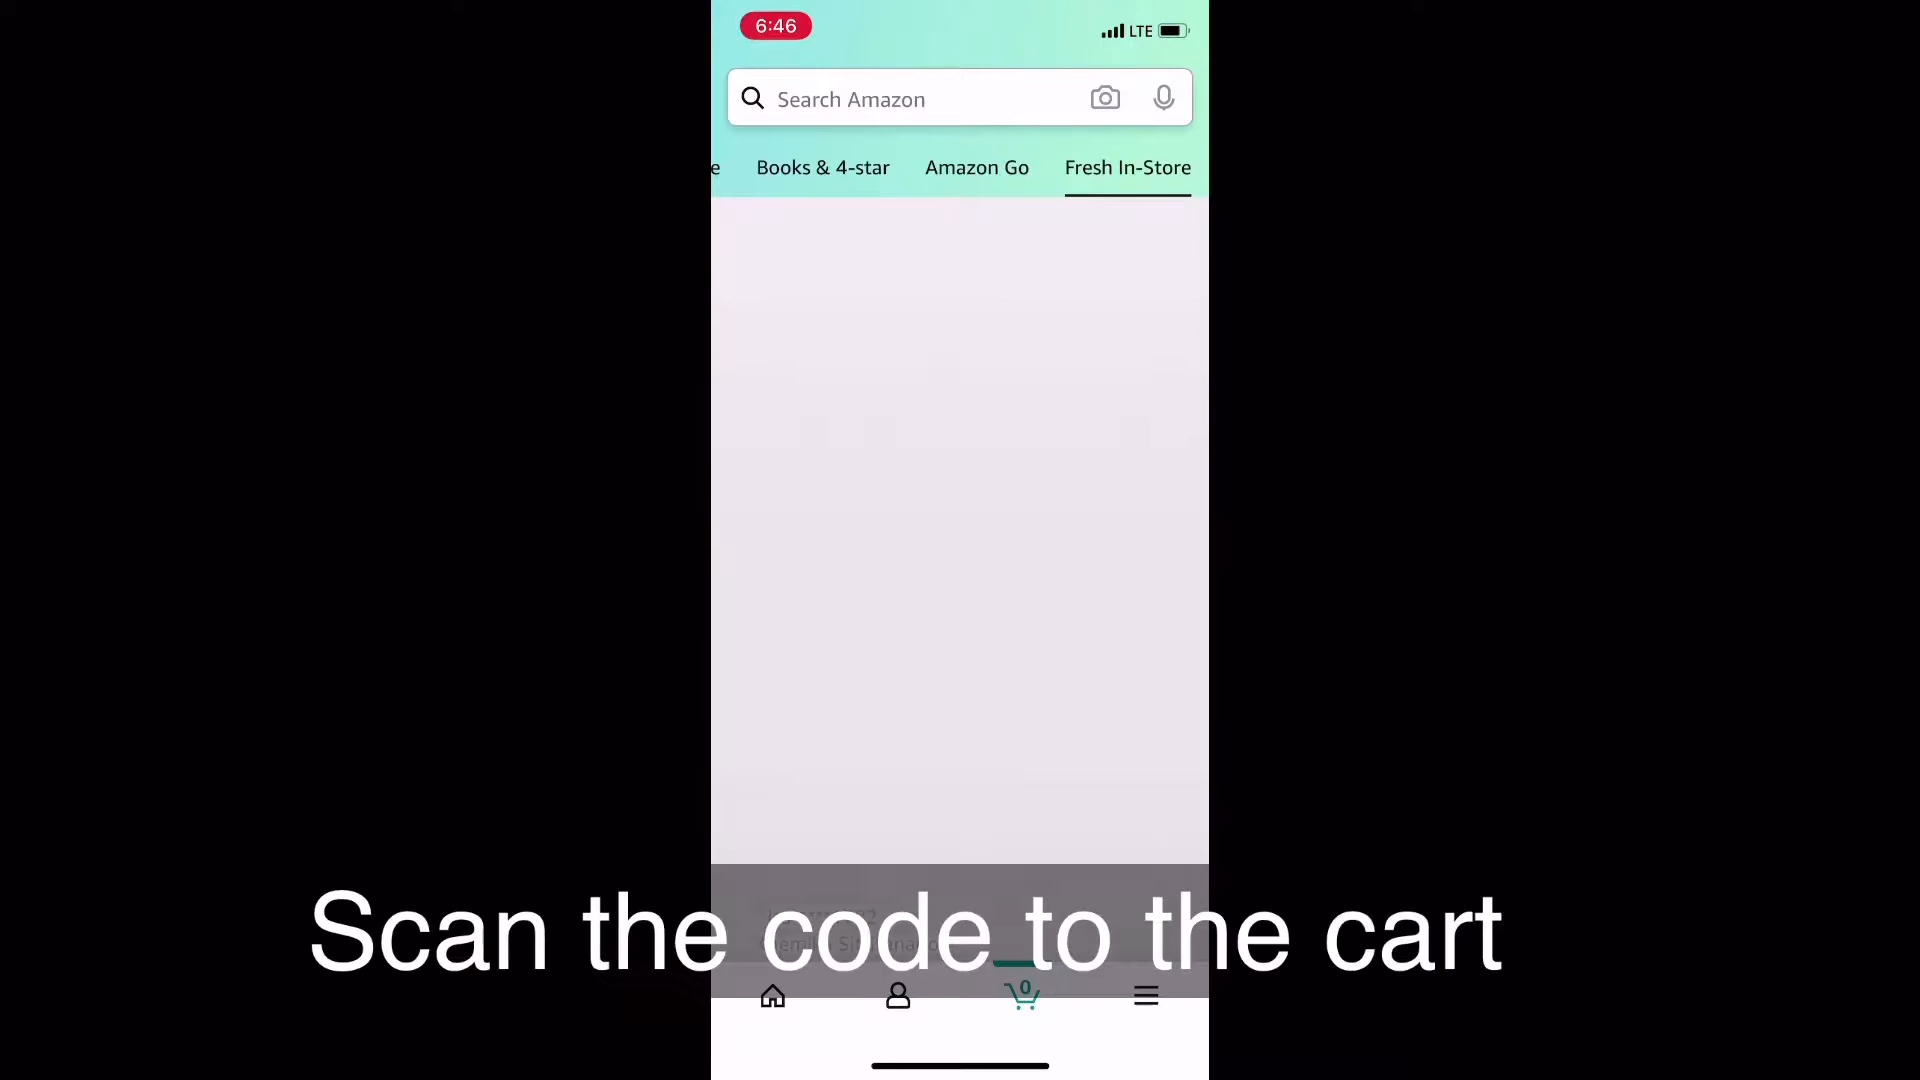 6:46
LTE
Search Amazon
e
Books & 4-star
Amazon Go
Fresh In-Store
Scan the code to the cart
0